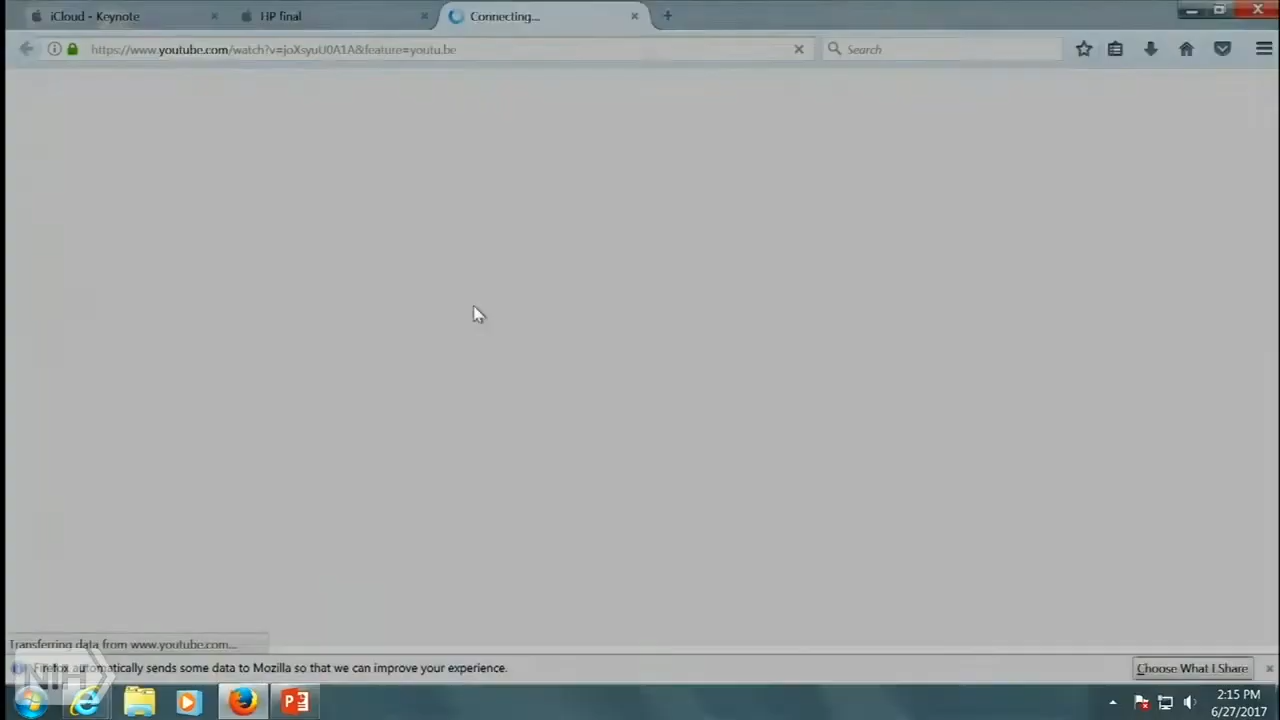 iCloud - Keynote
HP final
Connecting...
https://www.youtube.com/watch?v=joXsyuU0A1A&feature=youtu.be
Search
Transferring data from www.youtube.com...
Firefox automatically sends some data to Mozilla so that we can improve your experience.
Choose What I Share
NIH
2:15 PM
6/27/2017